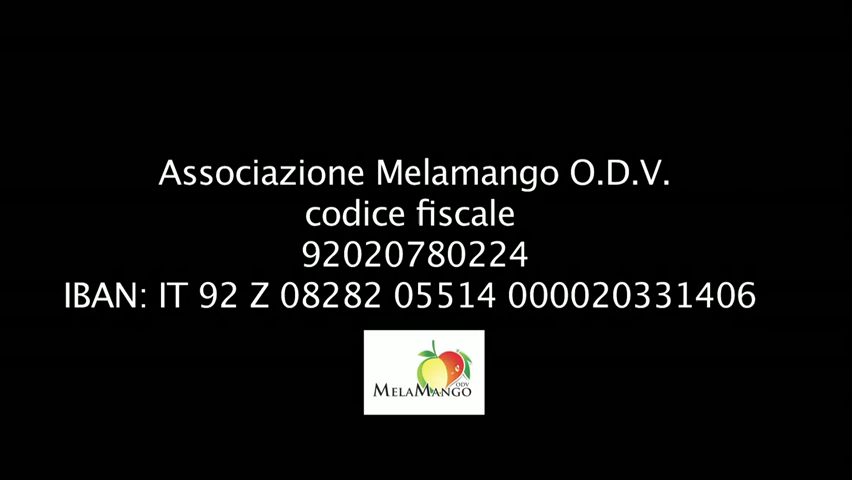 Associazione Melamango O.D.V.
codice fiscale
92020780224
IBAN: IT 92 Z 08282 05514 000020331406
ODV
MELAMANGO